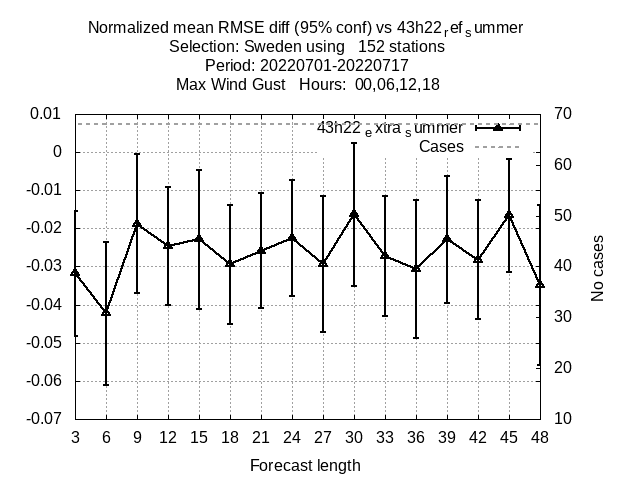 Normalized mean RMSE diff (95% conf) vs 43h22refsummer
Selection: Sweden using   152 stations
Period: 20220701-20220717
Max Wind Gust   Hours:  00,06,12,18
0.01
0
-0.01
-0.02
-0.03
-0.04
-0.05
-0.06
-0.07
43h22extrasummer
Cases
70
60
50
40
30
20
10
No cases
3 6 9 12 15 18 21 24 27 30 33 36 39 42 45 48
Forecast length